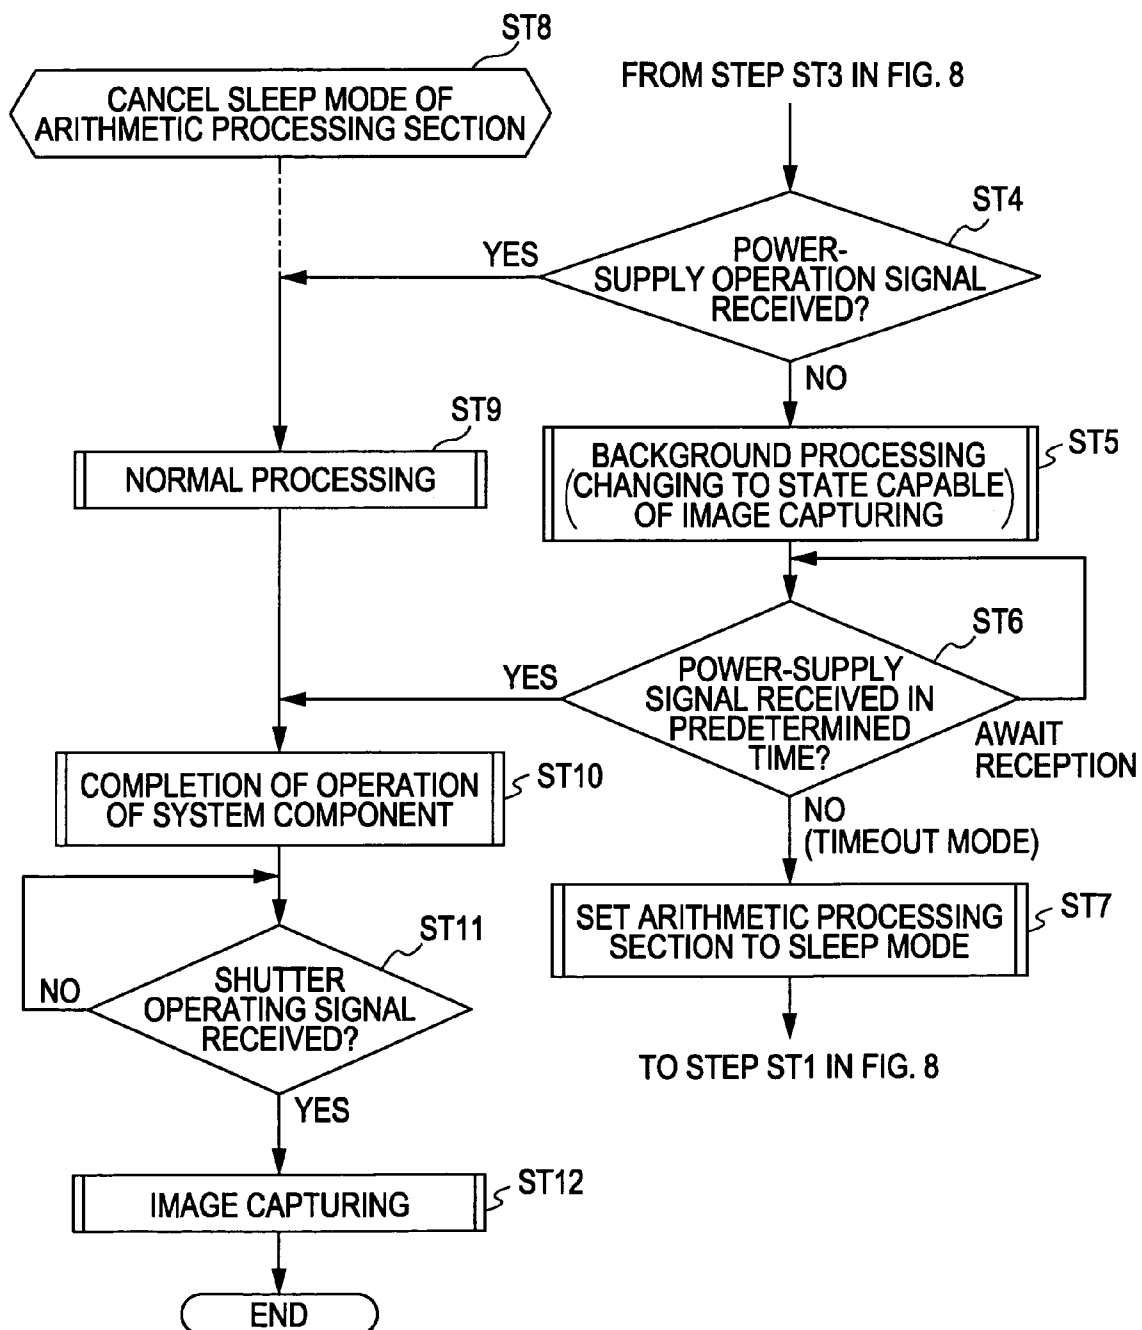 ST8
CANCEL SLEEP MODE OF
ARITHMETIC PROCESSING SECTION
FROM STEP ST3 IN FIG. 8
ST4
POWER-
SUPPLY OPERATION SIGNAL
RECEIVED?
YES
NO
ST9
NORMAL PROCESSING
ST5
BACKGROUND PROCESSING
(CHANGING TO STATE CAPABLE
OF IMAGE CAPTURING)
ST6
POWER-SUPPLY
SIGNAL RECEIVED IN
PREDETERMINED
TIME?
YES
AWAIT
RECEPTION
NO
(TIMEOUT MODE)
ST10
COMPLETION OF OPERATION
OF SYSTEM COMPONENT
ST7
SET ARITHMETIC PROCESSING
SECTION TO SLEEP MODE
TO STEP ST1 IN FIG. 8
ST11
SHUTTER
OPERATING SIGNAL
RECEIVED?
NO
YES
ST12
IMAGE CAPTURING
END